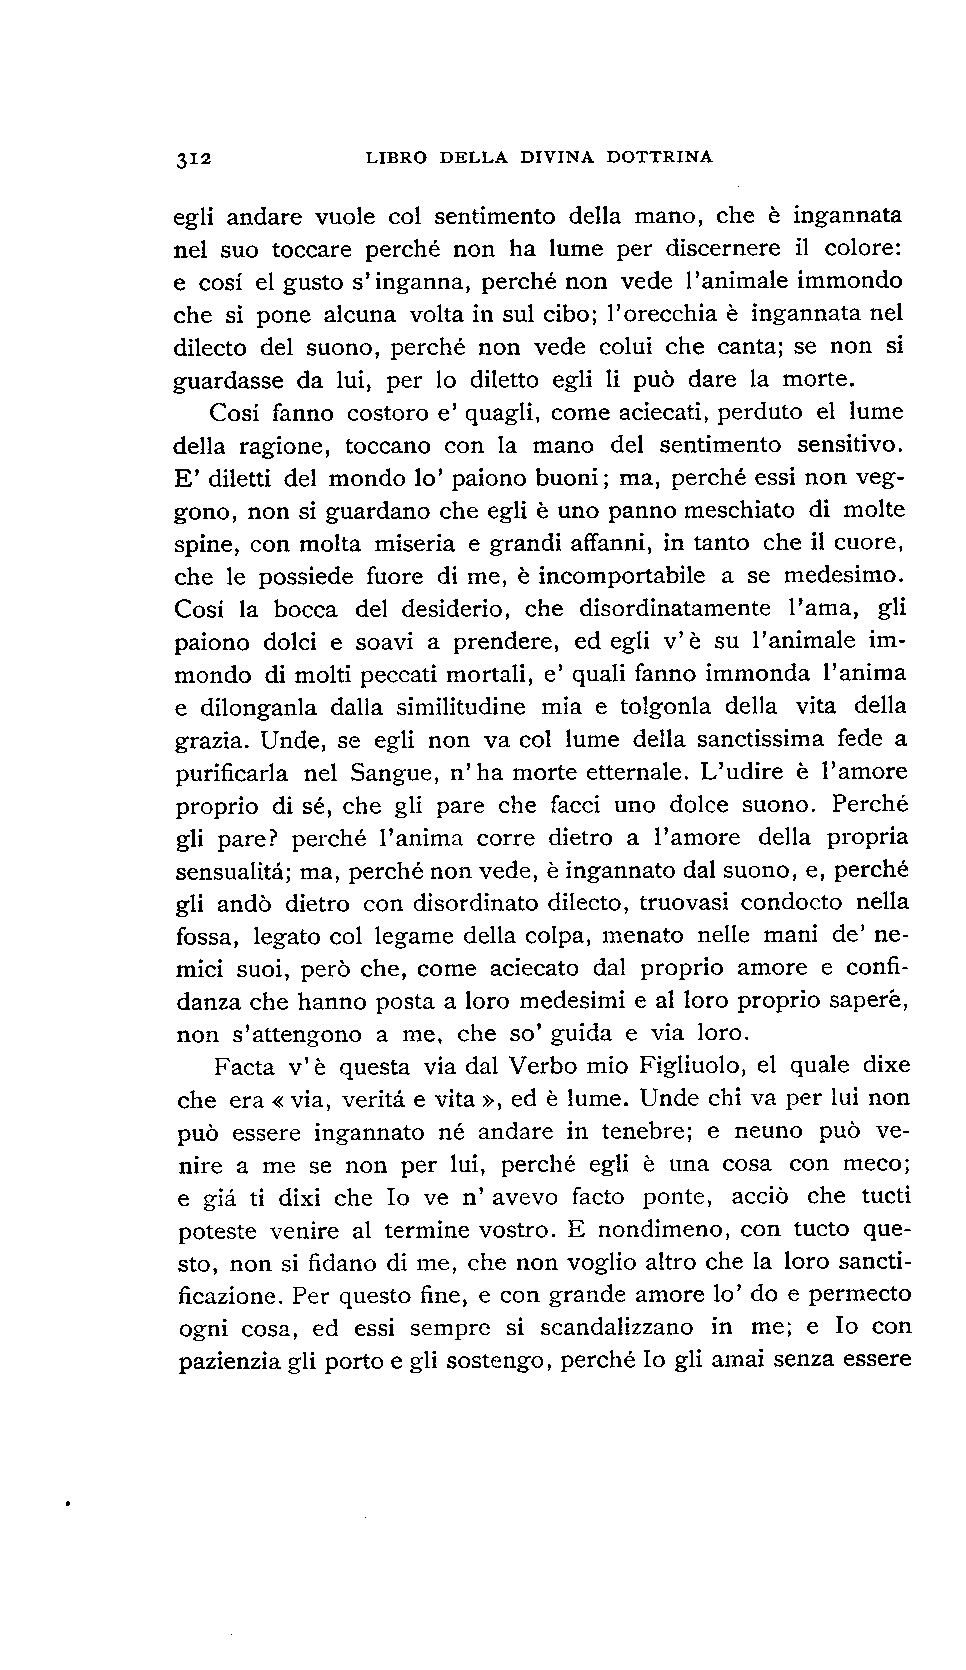 312 LIBRO DELLA DIVINA DOTTRINA
egli andare vuole col sentimento della mano, che è ingannata
nel suo toccare perché non ha lume per discernere il colore:
e cosí el gusto s'inganna, perché non vede l'animale immondo
che si pone alcuna volta in sul cibo; l'orecchia è ingannata nel
dilecto del suono, perché non vede colui che canta; se non si
guardasse da lui, per lo diletto egli li può dare la morte.
Cosí fanno costoro e' quagli, come aciecati, perduto el lume
della ragione, toccano con la mano del sentimento sensitivo.
E' diletti del mondo lo' paiono buoni; ma, perché essi non veg-
gono, non si guardano che egli è uno panno meschiato di molte
spine, con molta miseria e grandi affanni, in tanto che il cuore,
che le possiede fuore di me, è incomportabile a se medesimo.
Cosí la bocca del desiderio, che disordinatamente l'ama, gli
paiono dolci e soavi a prendere, ed egli v'è su l'animale im-
mondo di molti peccati mortali, e' quali fanno immonda l'anima
e dilonganla dalla similitudine mia e tolgonla della vita della
grazia. Unde, se egli non va col lume della sanctissima fede a
purificarla nel Sangue, n'ha morte etternale. L'udire è l'amore
proprio di sé, che gli pare che facci uno dolce suono. Perché
gli pare? perché l'anima corre dietro a l'amore della propria
sensualitá; ma, perché non vede, è ingannato dal suono, e, perché
gli andò dietro con disordinato dilecto, truovasi condocto nella
fossa, legato col legame della colpa, menato nelle mani de' ne-
mici suoi, però che, come aciecato dal proprio amore e confi-
danza che hanno posta a loro medesimi e al loro proprio sapere,
non s'attengono a me, che so' guida e via loro.
Facta v'è questa via dal Verbo mio Figliuolo, el quale dixe
che era « via, veritá e vita », ed è lume. Unde chi va per lui non
può essere ingannato né andare in tenebre; e neuno può ve-
nire a me se non per lui, perché egli è una cosa con meco;
e giá ti dixi che Io ve n' avevo facto ponte, acciò che tucti
poteste venire al termine vostro. E nondimeno, con tucto que-
sto, non si fidano di me, che non voglio altro che la loro sancti-
ficazione. Per questo fine, e con grande amore lo' do e permecto
ogni cosa, ed essi sempre si scandalizzano in me; e Io con
pazienzia gli porto e gli sostengo, perché Io gli amai senza essere